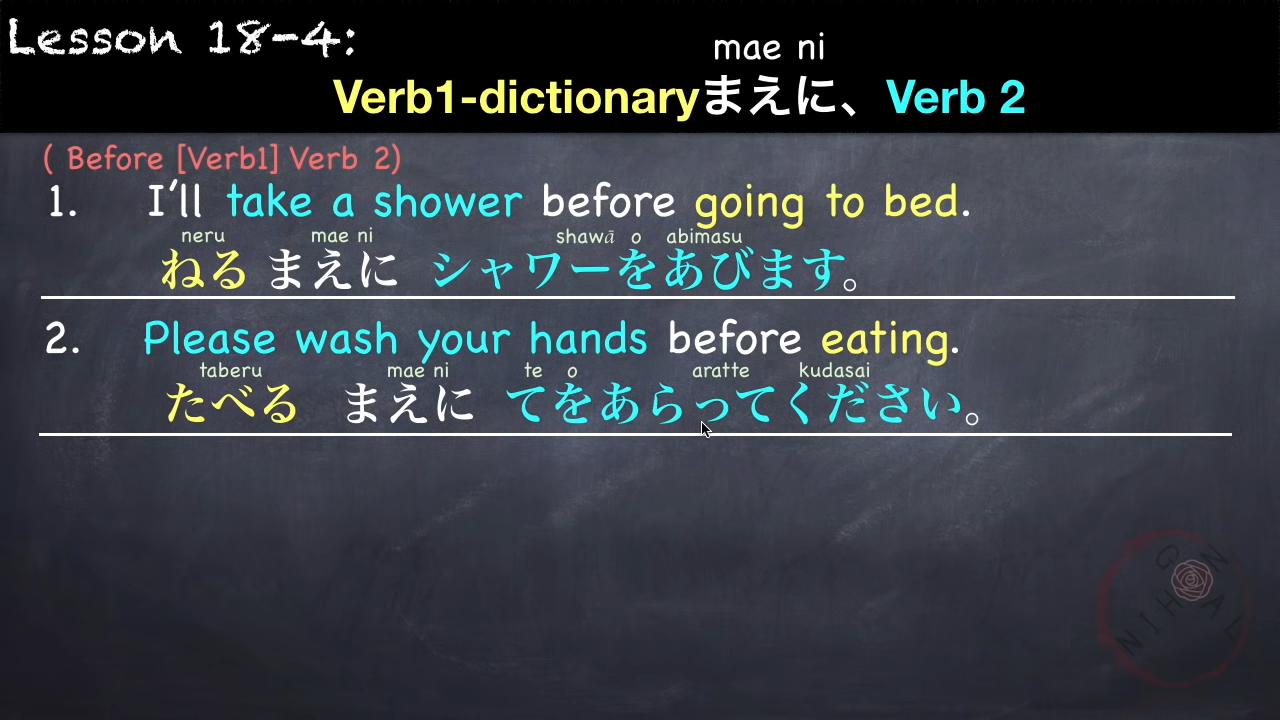 Lesson 18-4:
mae ni
Verb1-dictionaryまえに、Verb 2
( Before [Verb1] Verb 2)
1. I'll take a shower before going to bed.
neru mae ni shawā o abimasu
ねる まえに シャワーをあびます。
2. Please wash your hands before eating.
taberu mae ni te o aratte kudasai
たべる まえに てをあらってください。
NIHONGOAL